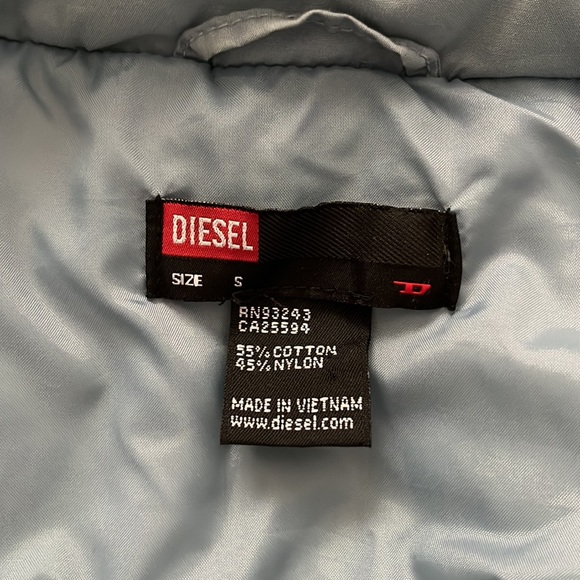 DIESEL
SIZE S
RN93243
CA25594
55% COTTON
45% NYLON
MADE IN VIETNAM
www.diesel.com